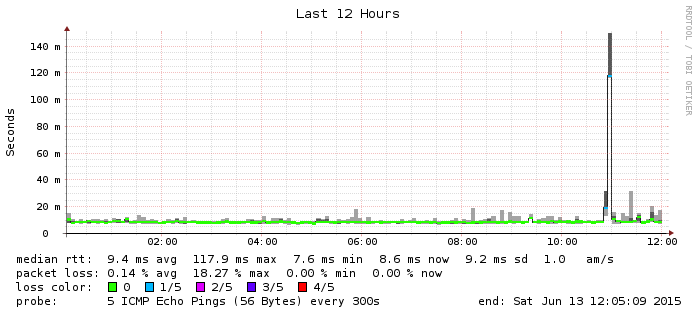 Last 12 Hours
RRDTOOL / TOBI OETIKER
Seconds
140 m
120 m
100 m
80 m
60 m
40 m
20 m
0
02:00 04:00 06:00 08:00 10:00 12:00
median rtt: 9.4 ms avg 117.9 ms max 7.6 ms min 8.6 ms now 9.2 ms sd 1.0 am/s
packet loss: 0.14 % avg 18.27 % max 0.00 % min 0.00 % now
loss color: 0 1/5 2/5 3/5 4/5
probe: 5 ICMP Echo Pings (56 Bytes) every 300s end: Sat Jun 13 12:05:09 2015